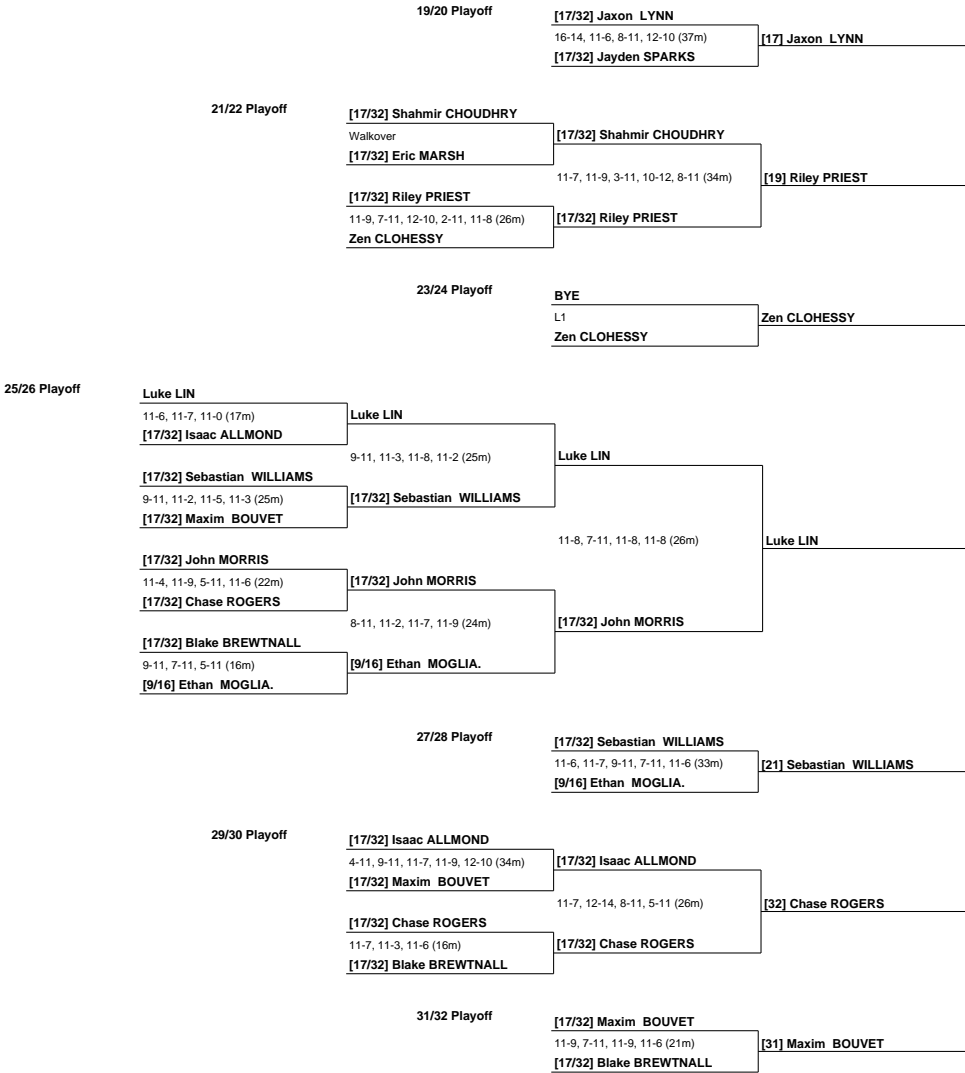 19/20 Playoff
[17/32] Jaxon LYNN
16-14, 11-6, 8-11, 12-10 (37m)
[17] Jaxon LYNN
[17/32] Jayden SPARKS
21/22 Playoff
[17/32] Shahmir CHOUDHRY
Walkover
[17/32] Shahmir CHOUDHRY
[17/32] Eric MARSH
11-7, 11-9, 3-11, 10-12, 8-11 (34m)
[19] Riley PRIEST
[17/32] Riley PRIEST
11-9, 7-11, 12-10, 2-11, 11-8 (26m)
[17/32] Riley PRIEST
Zen CLOHESSY
23/24 Playoff
BYE
L1
Zen CLOHESSY
Zen CLOHESSY
25/26 Playoff
Luke LIN
11-6, 11-7, 11-0 (17m)
Luke LIN
[17/32] Isaac ALLMOND
9-11, 11-3, 11-8, 11-2 (25m)
Luke LIN
[17/32] Sebastian WILLIAMS
9-11, 11-2, 11-5, 11-3 (25m)
[17/32] Sebastian WILLIAMS
[17/32] Maxim BOUVET
11-8, 7-11, 11-8, 11-8 (26m)
Luke LIN
[17/32] John MORRIS
11-4, 11-9, 5-11, 11-6 (22m)
[17/32] John MORRIS
[17/32] Chase ROGERS
8-11, 11-2, 11-7, 11-9 (24m)
[17/32] John MORRIS
[17/32] Blake BREWTNALL
9-11, 7-11, 5-11 (16m)
[9/16] Ethan MOGLIA.
[9/16] Ethan MOGLIA.
27/28 Playoff
[17/32] Sebastian WILLIAMS
11-6, 11-7, 9-11, 7-11, 11-6 (33m)
[21] Sebastian WILLIAMS
[9/16] Ethan MOGLIA.
29/30 Playoff
[17/32] Isaac ALLMOND
4-11, 9-11, 11-7, 11-9, 12-10 (34m)
[17/32] Isaac ALLMOND
[17/32] Maxim BOUVET
11-7, 12-14, 8-11, 5-11 (26m)
[32] Chase ROGERS
[17/32] Chase ROGERS
11-7, 11-3, 11-6 (16m)
[17/32] Chase ROGERS
[17/32] Blake BREWTNALL
31/32 Playoff
[17/32] Maxim BOUVET
11-9, 7-11, 11-9, 11-6 (21m)
[31] Maxim BOUVET
[17/32] Blake BREWTNALL